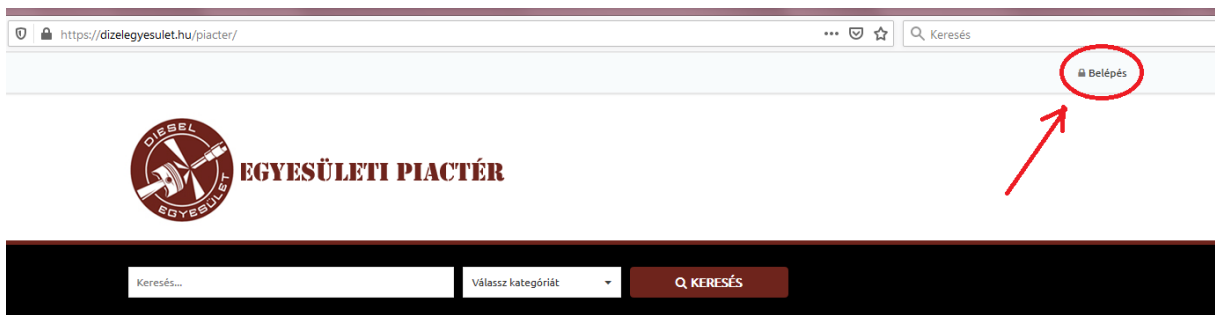 https://dizelegyesulet.hu/piacter/
Keresés
Belépés
DIESEL
EGYESÜLET
EGYESÜLETI PIACTÉR
Keresés...
Válassz kategóriát
KERESÉS